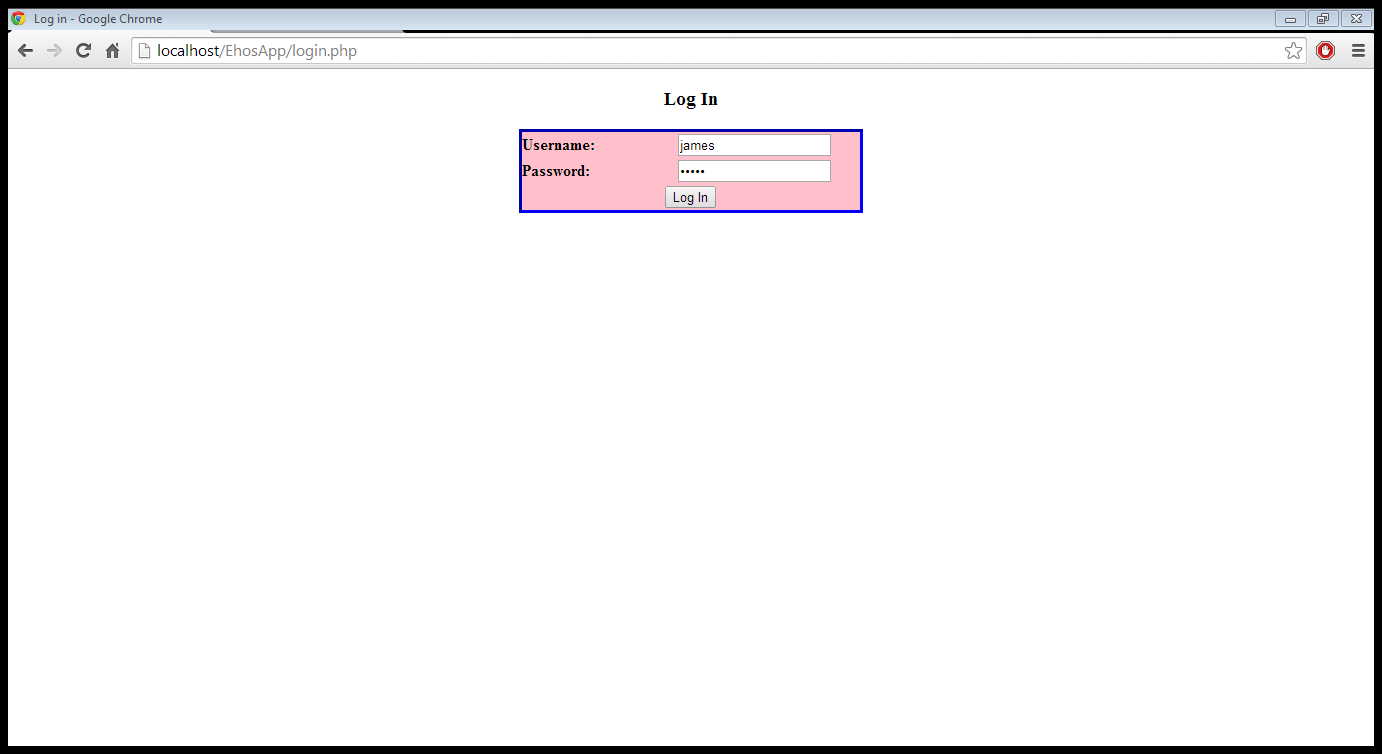 Log in - Google Chrome
localhost/EhosApp/login.php
Log In
Username: james
Password: •••••
Log In